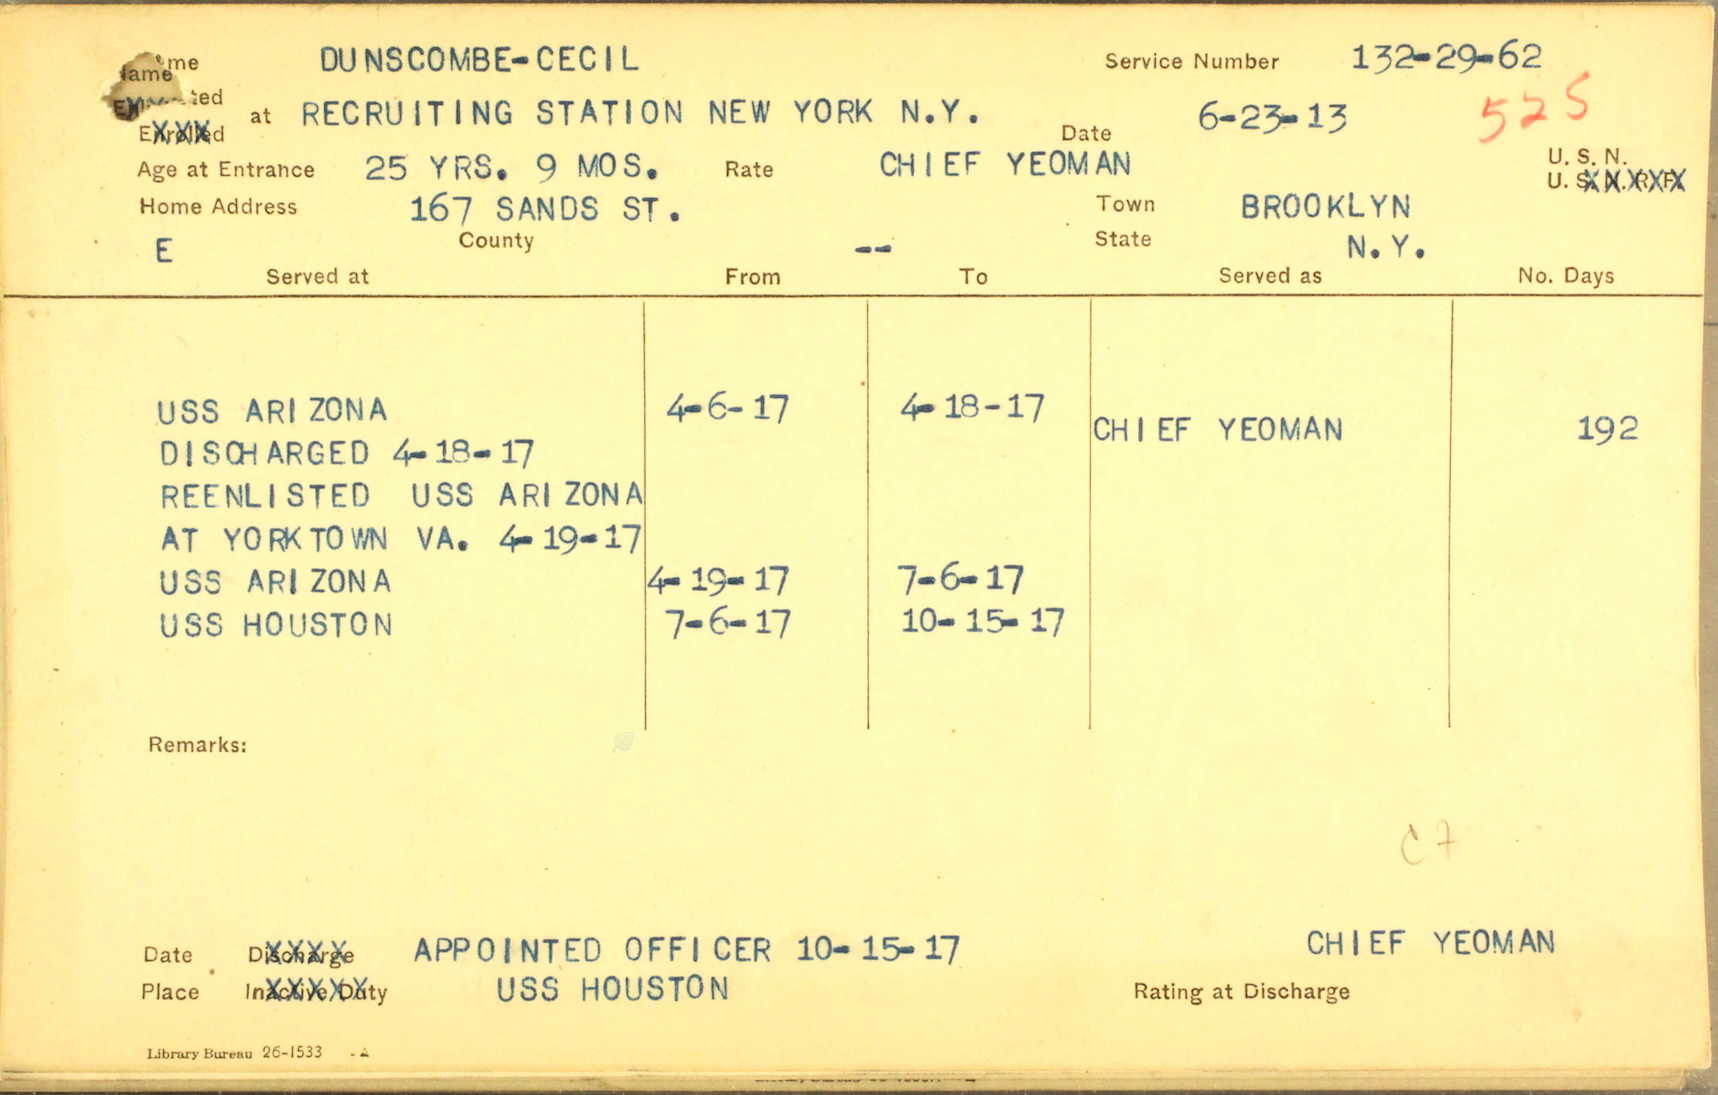 Name DUNSCOMBE-CECIL Service Number 132-29-62
at RECRUITING STATION NEW YORK N.Y. Date 6-23-13 525
Enrolled
Age at Entrance 25 YRS. 9 MOS. Rate CHIEF YEOMAN U. S. N.
U. S. N. R. F.
Home Address 167 SANDS ST. Town BROOKLYN
E County -- State N.Y.
Served at From To Served as No. Days
USS ARIZONA 4-6-17 4-18-17 CHIEF YEOMAN 192
DISCHARGED 4-18-17
REENLISTED USS ARIZONA
AT YORKTOWN VA. 4-19-17
USS ARIZONA 4-19-17 7-6-17
USS HOUSTON 7-6-17 10-15-17
Remarks:
C7
Date Discharge APPOINTED OFFICER 10-15-17 CHIEF YEOMAN
Place Inactive Duty USS HOUSTON Rating at Discharge
Library Bureau 26-1533